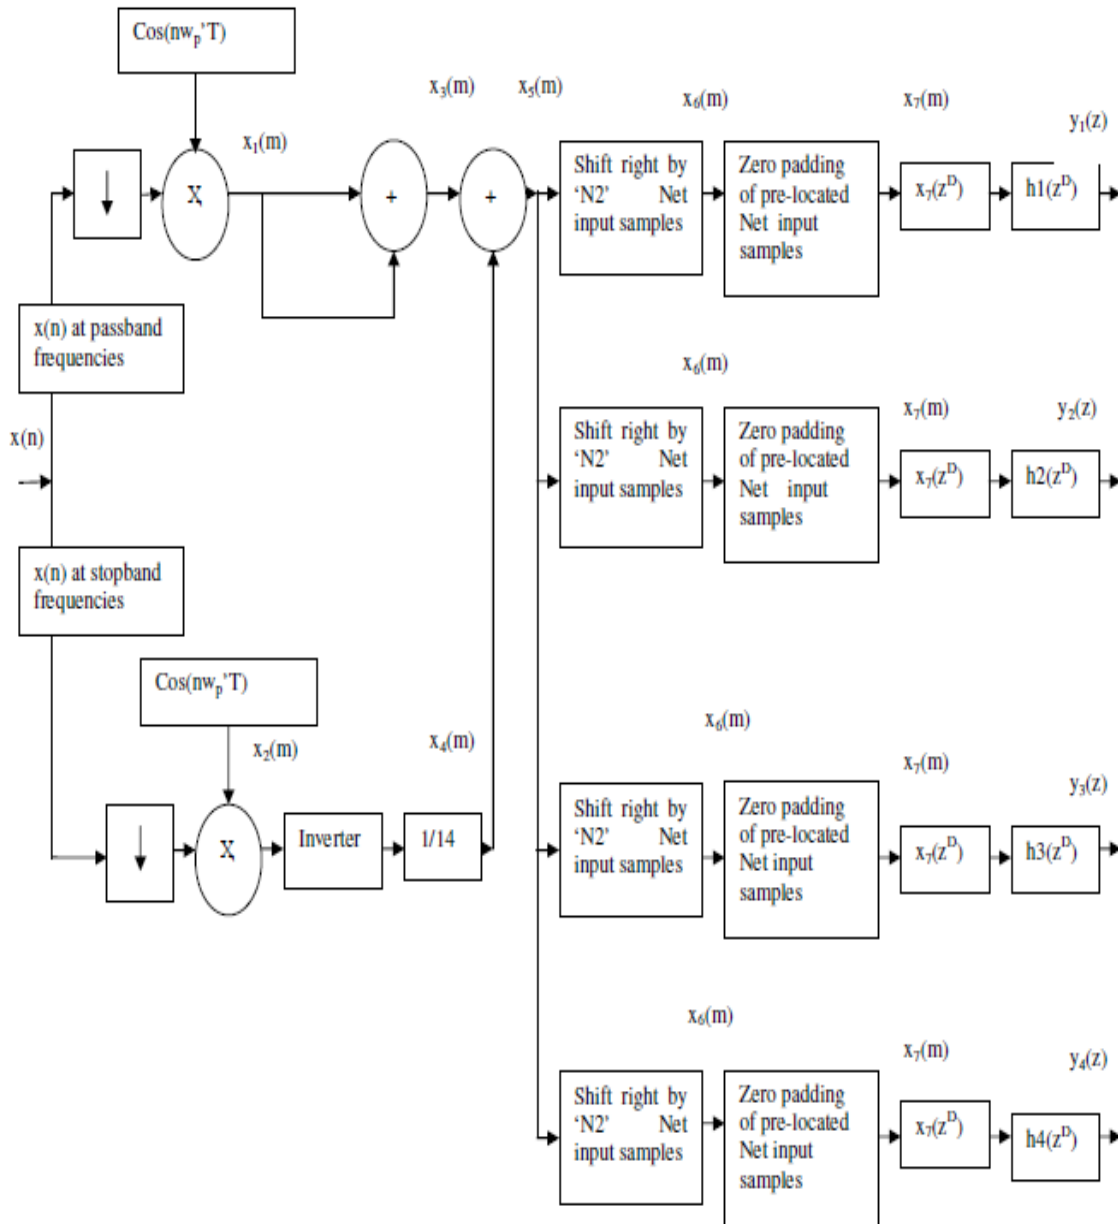 Cos(nwp'T)
x3(m)
x5(m)
x6(m)
x7(m)
y1(z)
x1(m)
X
+
+
Shift right by
'N2' Net
input samples
Zero padding
of pre-located
Net input
samples
x7(z^D)
h1(z^D)
x(n) at passband
frequencies
x(n)
x6(m)
x7(m)
y2(z)
Shift right by
'N2' Net
input samples
Zero padding
of pre-located
Net input
samples
x7(z^D)
h2(z^D)
x(n) at stopband
frequencies
Cos(nwp'T)
x2(m)
x4(m)
X
Inverter
1/14
x6(m)
x7(m)
y3(z)
Shift right by
'N2' Net
input samples
Zero padding
of pre-located
Net input
samples
x7(z^D)
h3(z^D)
x6(m)
x7(m)
y4(z)
Shift right by
'N2' Net
input samples
Zero padding
of pre-located
Net input
samples
x7(z^D)
h4(z^D)